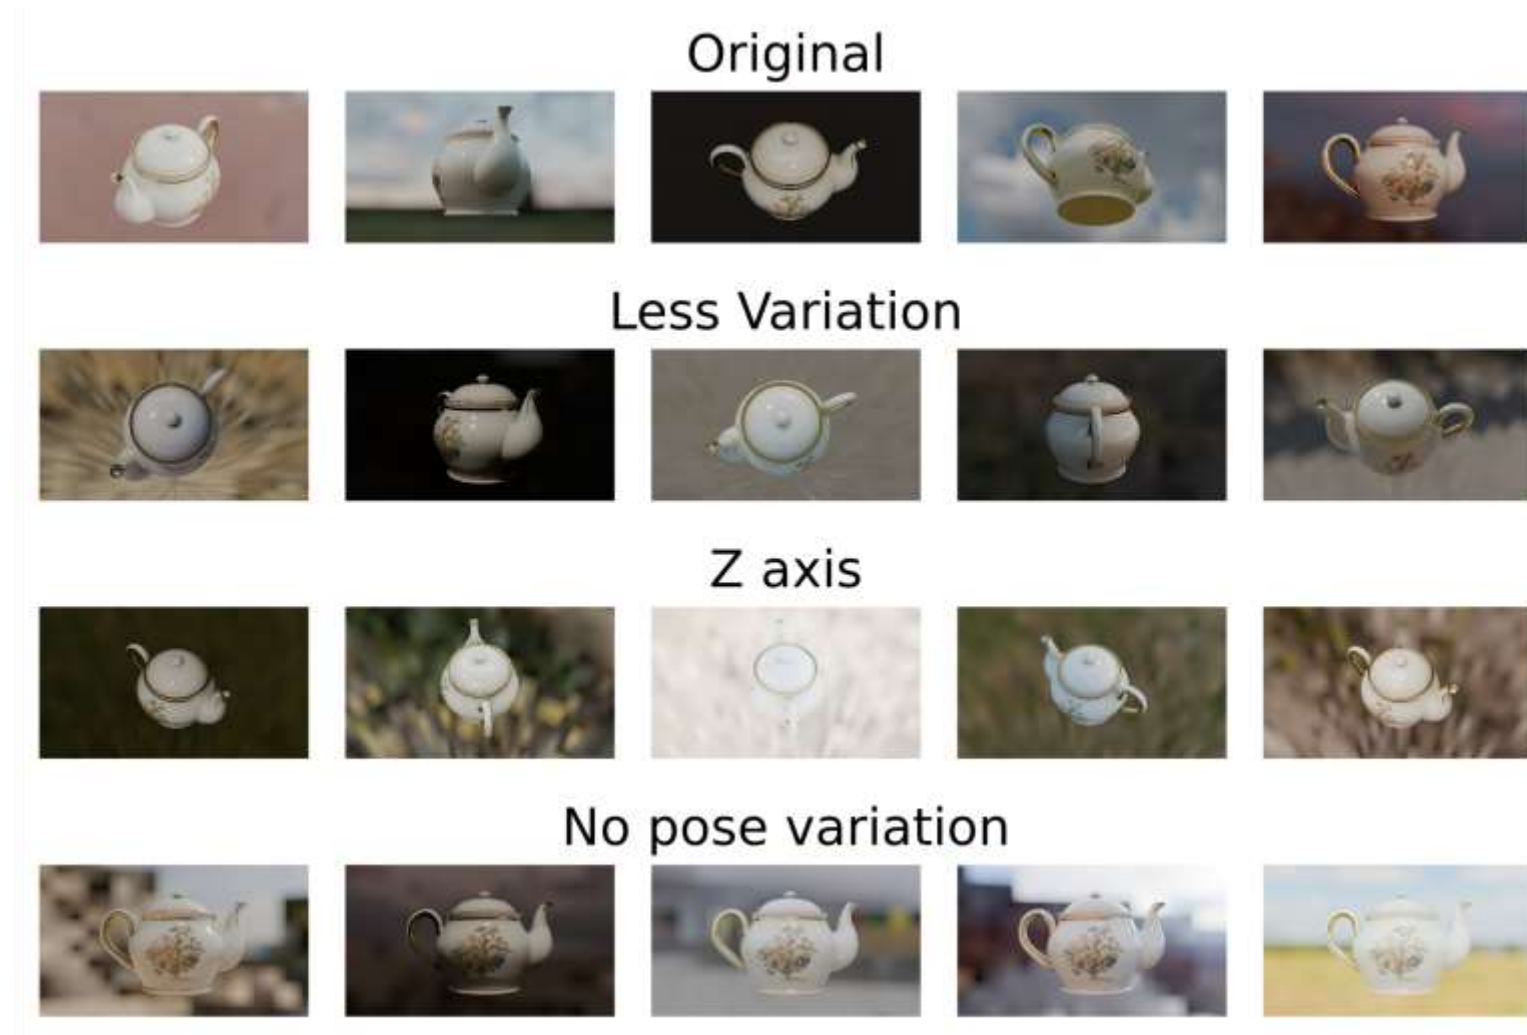 Original
Less Variation
Z axis
No pose variation